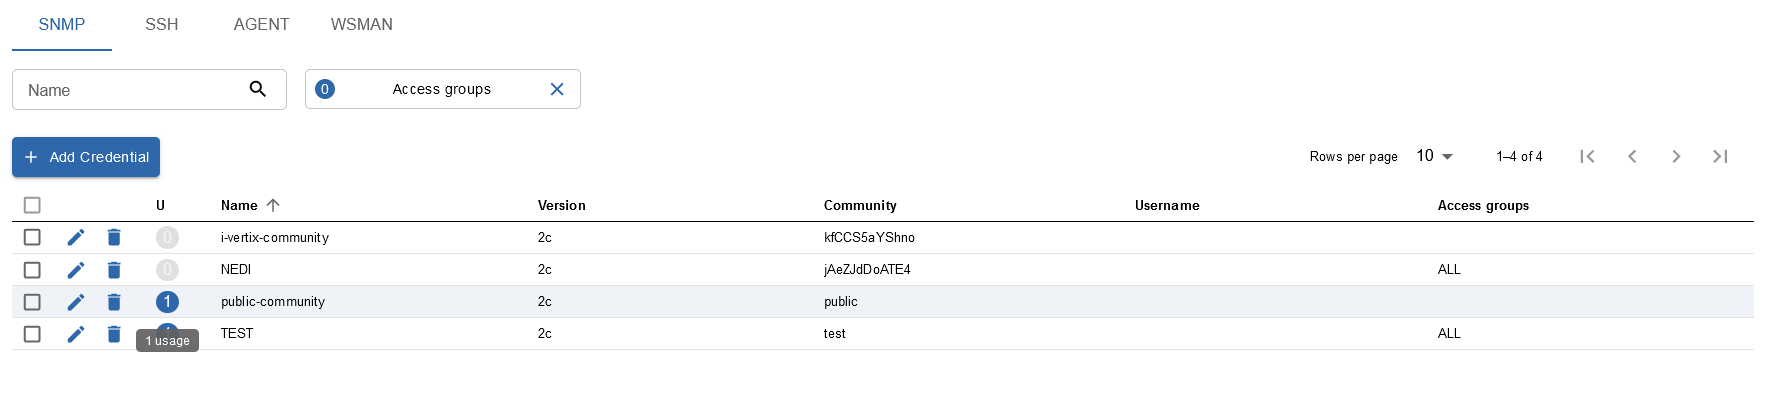 SNMP SSH AGENT WSMAN
Name 0 Access groups
Add Credential Rows per page 10 1–4 of 4
U Name Version Community Username Access groups
0 i-vertix-community 2c kfCCS5aYShno
0 NEDI 2c jAeZJdDoATE4 ALL
1 public-community 2c public
TEST 2c test ALL
1 usage